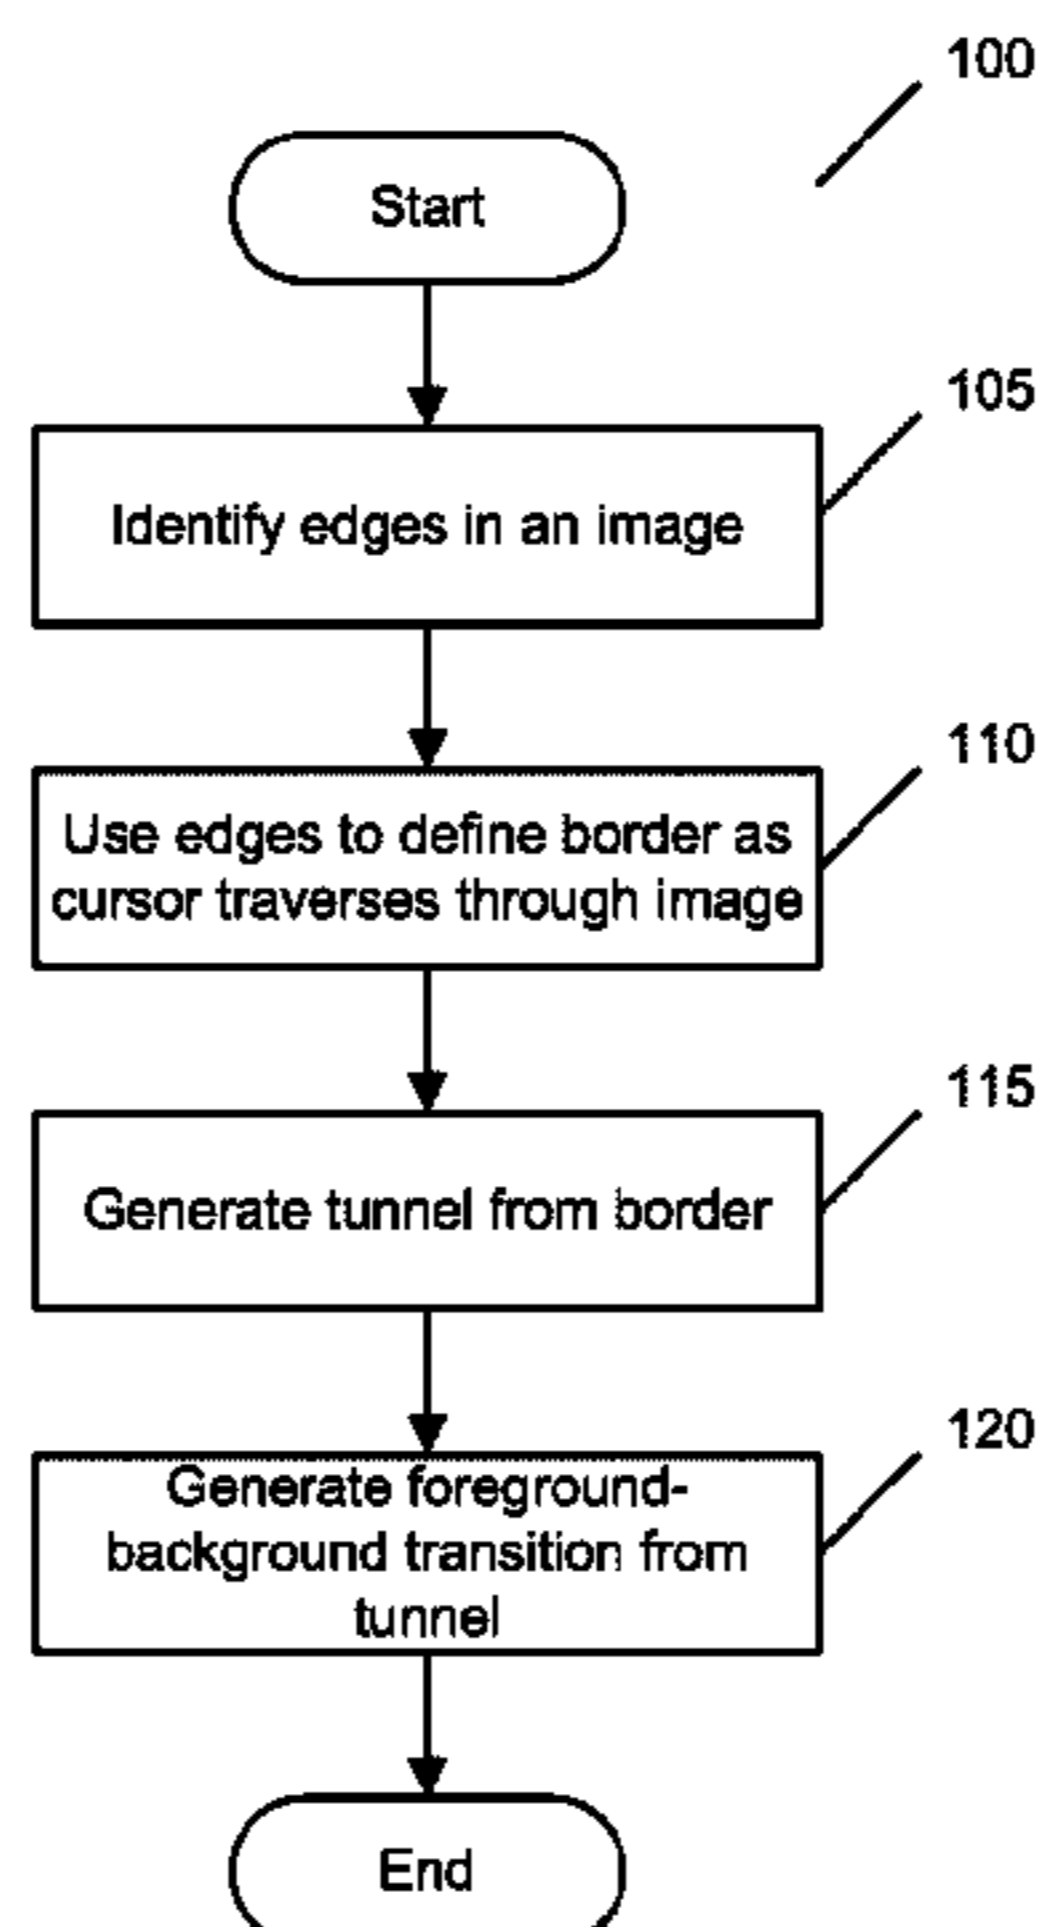 100
Start
105
Identify edges in an image
110
Use edges to define border as
cursor traverses through image
115
Generate tunnel from border
120
Generate foreground-
background transition from
tunnel
End